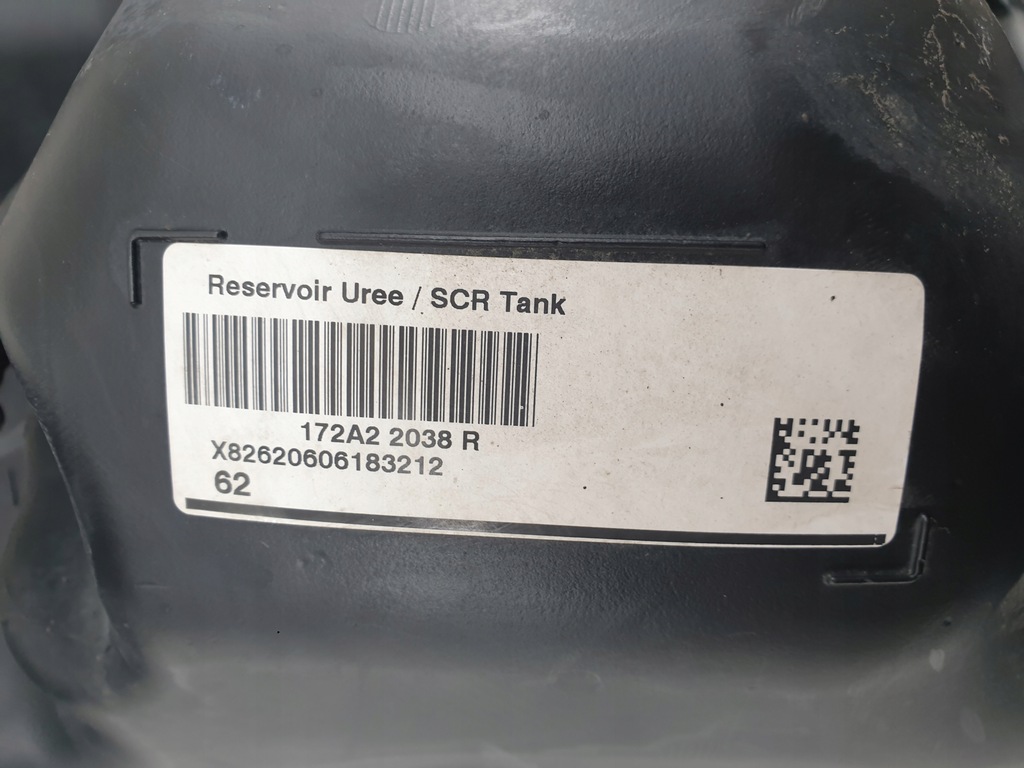 Reservoir Uree / SCR Tank
172A2 2038 R
X82620606183212
62